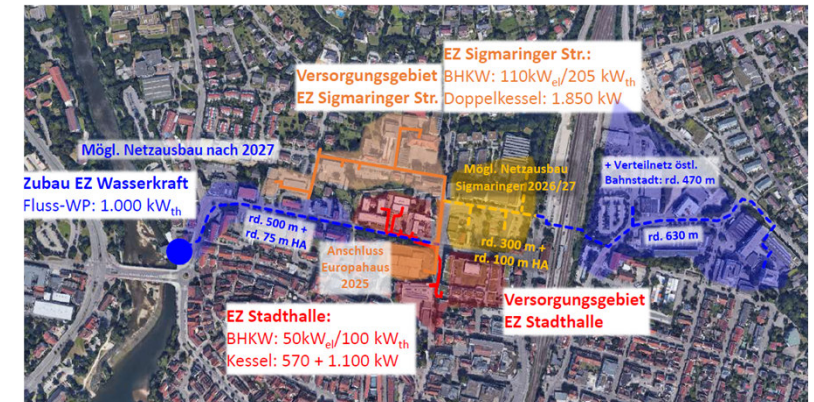 EZ Sigmaringer Str.:
BHKW: 110kWel/205 kWth
Doppelkessel: 1.850 kW
Versorgungsgebiet
EZ Sigmaringer Str.
Mögl. Netzausbau nach 2027
Zubau EZ Wasserkraft
Fluss-WP: 1.000 kWth
Mögl. Netzausbau
Sigmaringer 2026/27
+ Verteilnetz östl.
Bahnstadt: rd. 470 m
rd. 500 m +
rd. 75 m HA
rd. 300 m +
rd. 100 m HA
rd. 630 m
Anschluss
Europahaus
2025
EZ Stadthalle:
BHKW: 50kWel/100 kWth
Kessel: 570 + 1.100 kW
Versorgungsgebiet
EZ Stadthalle